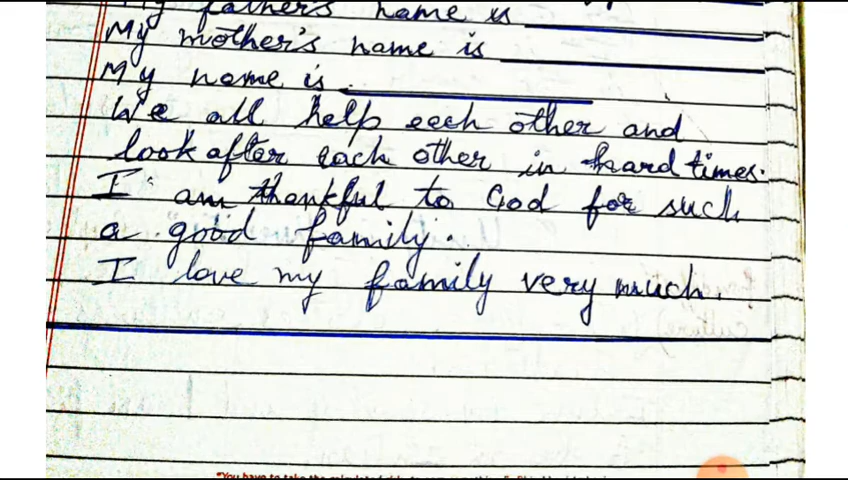 My father's name is
My mother's name is
My name is
We all help each other and
look after each other in hard times.
I am thankful to God for such
a good family.
I love my family very much.